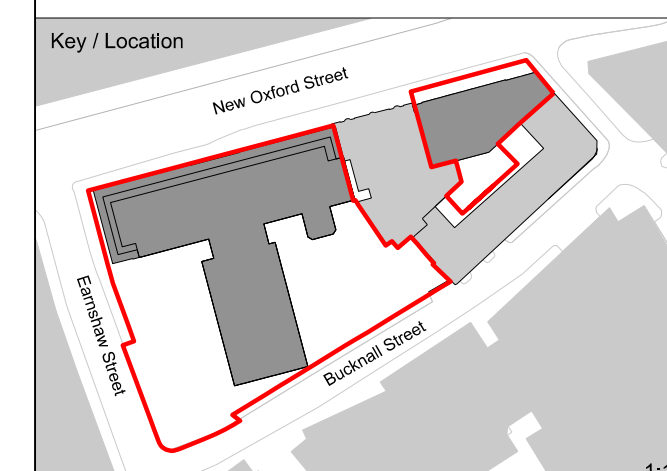 Key / Location
New Oxford Street
Earnshaw Street
Bucknall Street